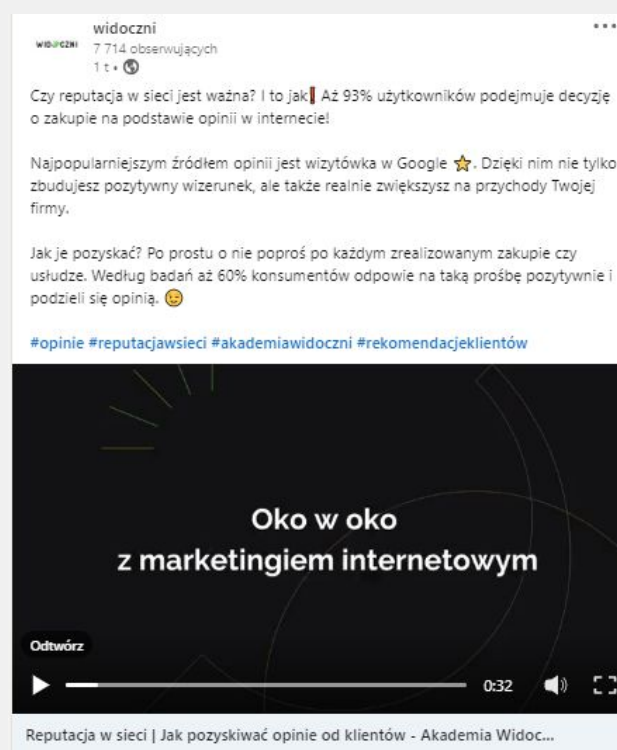 widoczni
WIDOCZNI
7 714 obserwujących
1 t •
Czy reputacja w sieci jest ważna? I to jak❗ Aż 93% użytkowników podejmuje decyzję
o zakupie na podstawie opinii w internecie!
Najpopularniejszym źródłem opinii jest wizytówka w Google ⭐. Dzięki nim nie tylko
zbudujesz pozytywny wizerunek, ale także realnie zwiększysz na przychody Twojej
firmy.
Jak je pozyskać? Po prostu o nie poproś po każdym zrealizowanym zakupie czy
usłudze. Według badań aż 60% konsumentów odpowie na taką prośbę pozytywnie i
podzieli się opinią. 😉
#opinie #reputacjawsieci #akademiawidoczni #rekomendacjeklientów
Oko w oko
z marketingiem internetowym
Odtwórz
0:32
Reputacja w sieci | Jak pozyskiwać opinie od klientów - Akademia Widoc...